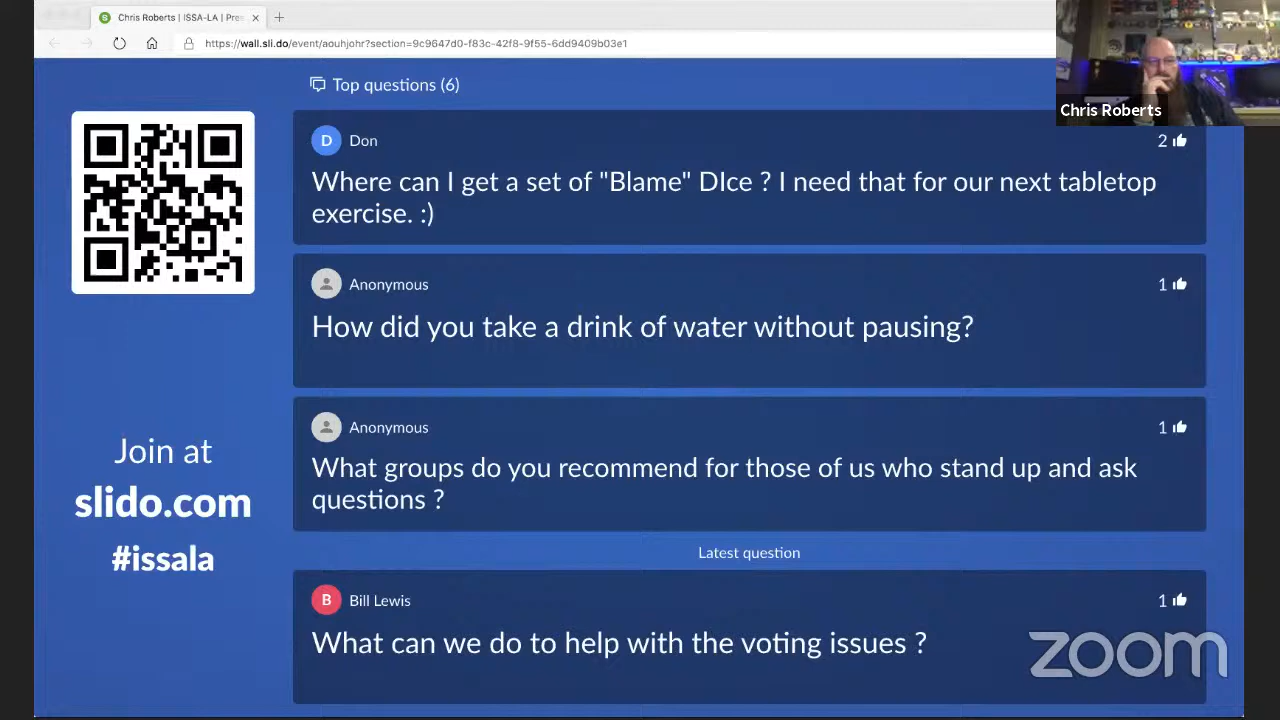 Chris Roberts | ISSA-LA | Pres
https://wall.sli.do/event/aouhjohr?section=9c9647d0-f83c-42f8-9f55-6dd9409b03e1
Chris Roberts
Top questions (6)
D Don 2
Where can I get a set of "Blame" DIce ? I need that for our next tabletop
exercise. :)
Anonymous 1
How did you take a drink of water without pausing?
Anonymous 1
What groups do you recommend for those of us who stand up and ask
questions ?
Join at
slido.com
#issala
Latest question
B Bill Lewis 1
What can we do to help with the voting issues ?
zoom